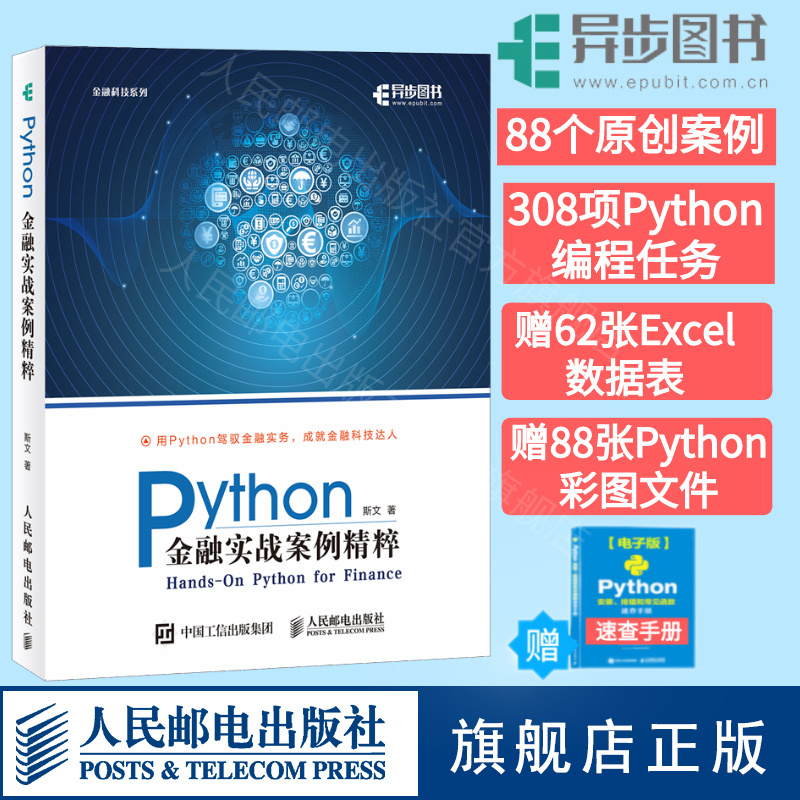 异步图书
www.epubit.com.cn
88个原创案例
308项Python
编程任务
赠62张Excel
数据表
赠88张Python
彩图文件
【电子版】
Python
速查手册
赠
金融科技系列
异步图书
www.epubit.com
用Python驾驭金融实务，成就金融科技达人
Python
斯文 著
金融实战案例精粹
Hands-On Python for Finance
中国工信出版集团
人民邮电出版社
POSTS & TELECOM PRESS
Python
金融实战案例精粹
斯文 著
人民邮电出版社
人民邮电出版社
POSTS & TELECOM PRESS
旗舰店正版